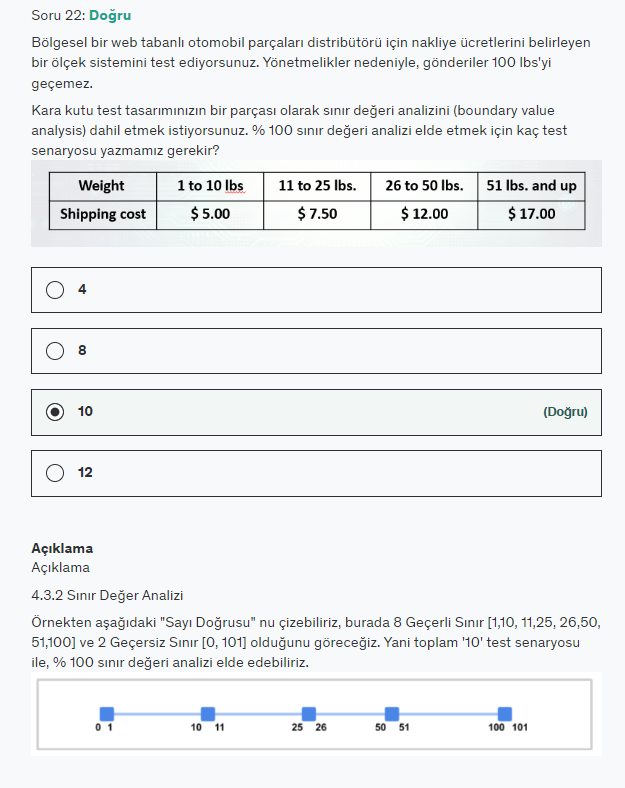 Soru 22: Doğru
Bölgesel bir web tabanlı otomobil parçaları distribütörü için nakliye ücretlerini belirleyen
bir ölçek sistemini test ediyorsunuz. Yönetmelikler nedeniyle, gönderiler 100 lbs'yi
geçemez.
Kara kutu test tasarımınızın bir parçası olarak sınır değeri analizini (boundary value
analysis) dahil etmek istiyorsunuz. % 100 sınır değeri analizi elde etmek için kaç test
senaryosu yazmamız gerekir?
Weight 1 to 10 lbs 11 to 25 lbs. 26 to 50 lbs. 51 lbs. and up
Shipping cost $ 5.00 $ 7.50 $ 12.00 $ 17.00
4
8
10 (Doğru)
12
Açıklama
Açıklama
4.3.2 Sınır Değer Analizi
Örnekten aşağıdaki "Sayı Doğrusu" nu çizebiliriz, burada 8 Geçerli Sınır [1,10, 11,25, 26,50,
51,100] ve 2 Geçersiz Sınır [0, 101] olduğunu göreceğiz. Yani toplam '10' test senaryosu
ile, % 100 sınır değeri analizi elde edebiliriz.
0 1 10 11 25 26 50 51 100 101